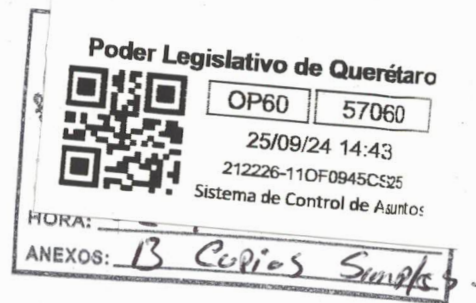 Poder Legislativo de Querétaro
OP60 57060
25/09/24 14:43
212226-11OF0945C925
Sistema de Control de Asuntos
HORA:
ANEXOS: 13 Copias Simples